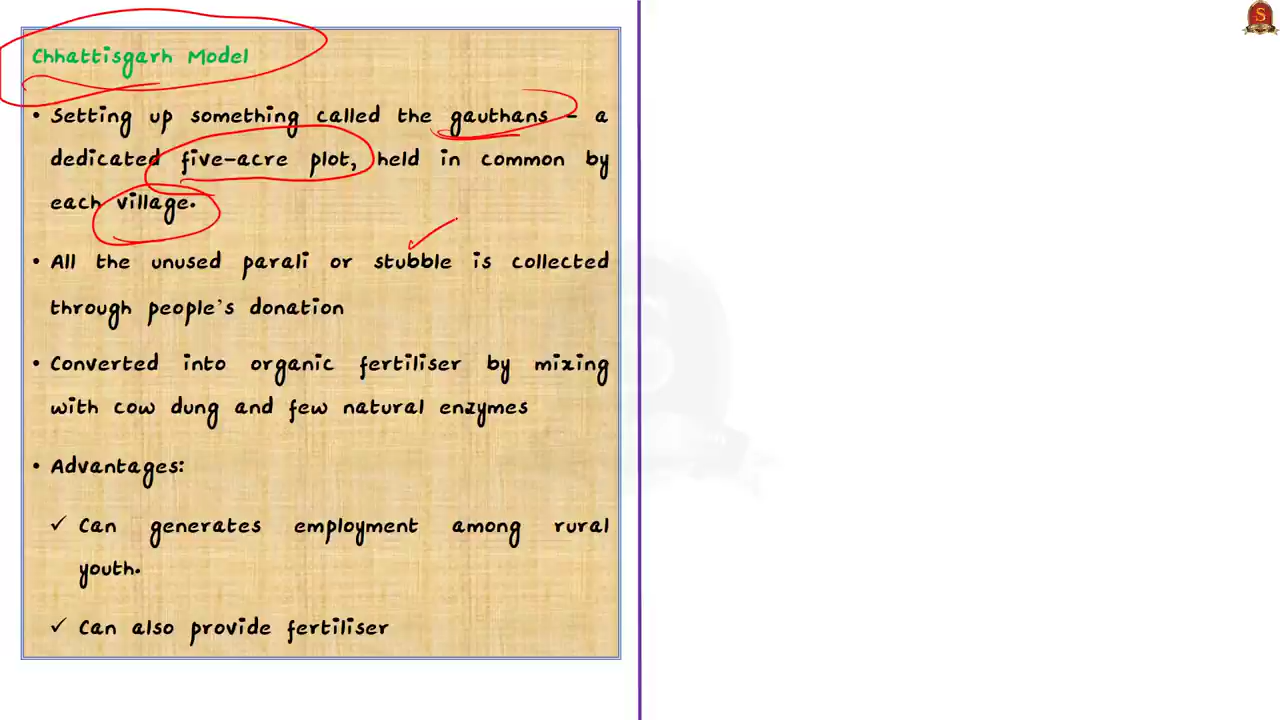 Chhattisgarh Model
• Setting up something called the gauthans - a
dedicated five-acre plot, held in common by
each village.
• All the unused parali or stubble is collected
through people's donation
• Converted into organic fertiliser by mixing
with cow dung and few natural enzymes
• Advantages:
✓ Can generates employment among rural
youth.
✓ Can also provide fertiliser
S